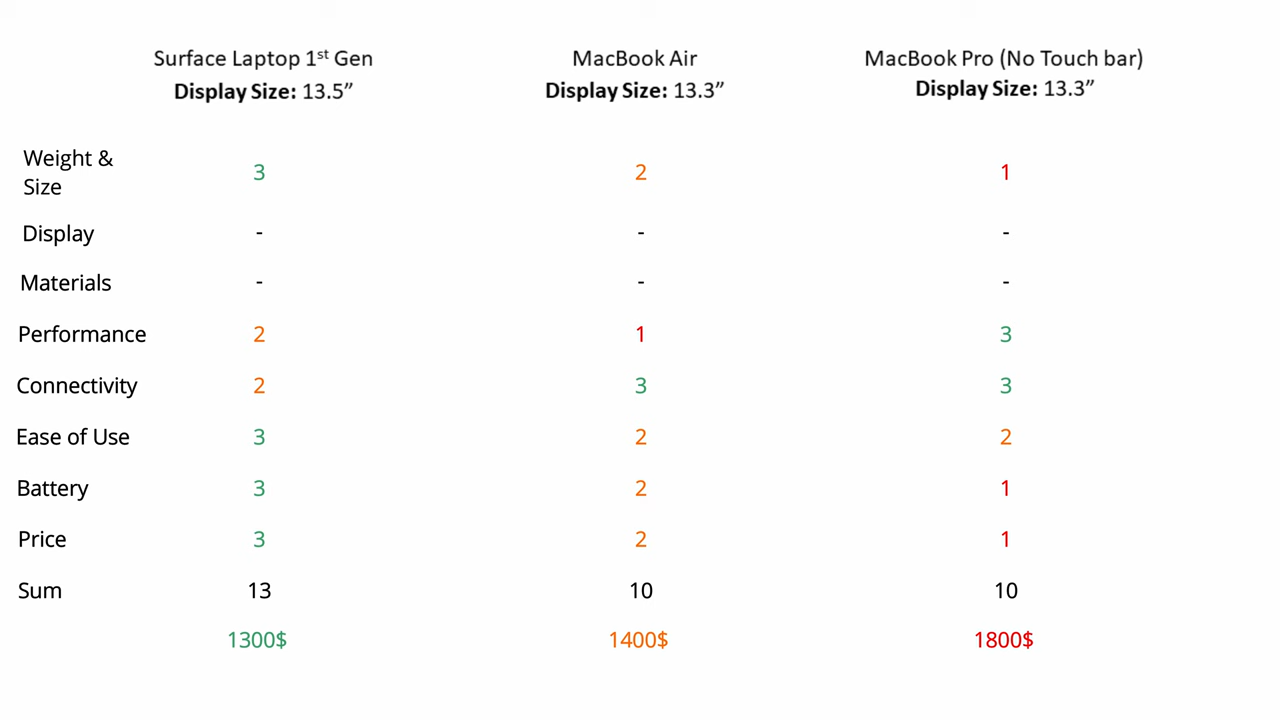 Surface Laptop 1st Gen MacBook Air MacBook Pro (No Touch bar)
Display Size: 13.5” Display Size: 13.3” Display Size: 13.3”
Weight &
Size 3 2 1
Display - - -
Materials - - -
Performance 2 1 3
Connectivity 2 3 3
Ease of Use 3 2 2
Battery 3 2 1
Price 3 2 1
Sum 13 10 10
1300$ 1400$ 1800$